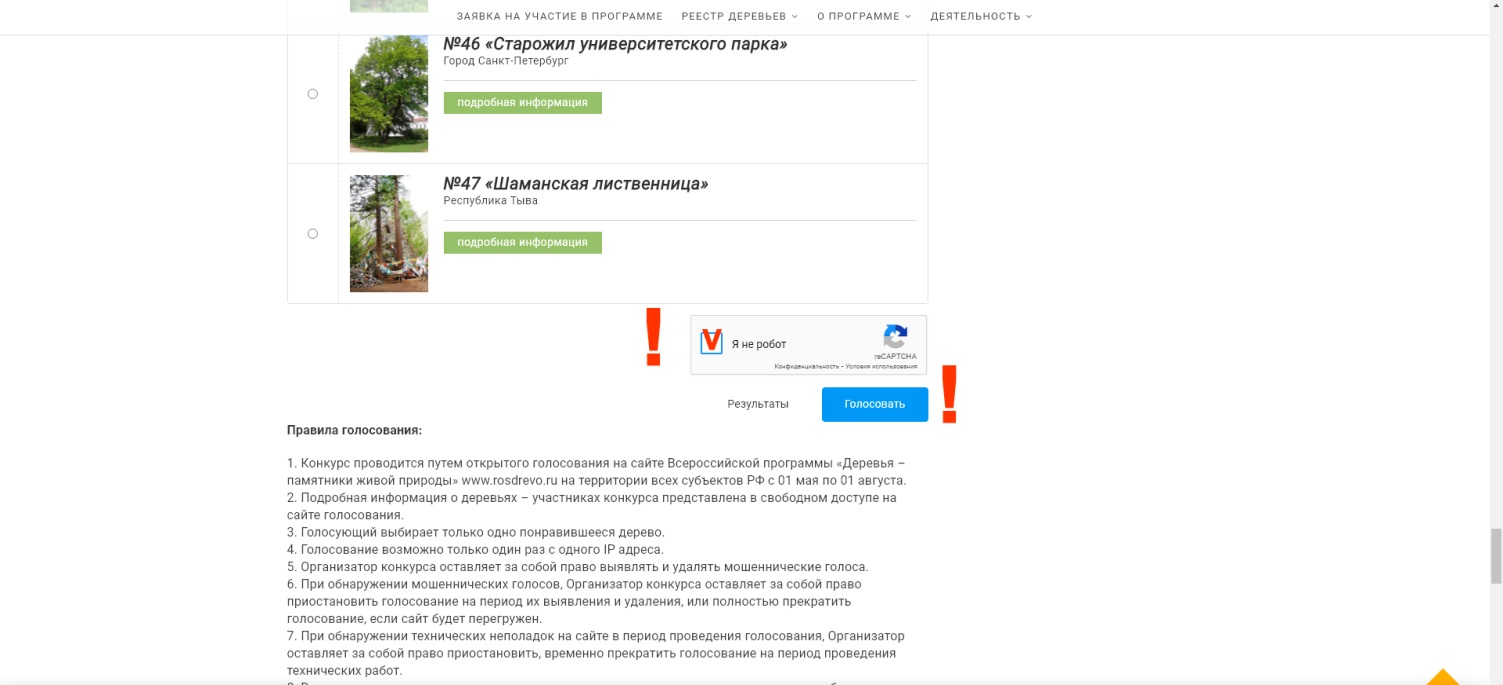 ЗАЯВКА НА УЧАСТИЕ В ПРОГРАММЕ РЕЕСТР ДЕРЕВЬЕВ О ПРОГРАММЕ ДЕЯТЕЛЬНОСТЬ
№46 «Старожил университетского парка»
Город Санкт-Петербург
подробная информация
№47 «Шаманская лиственница»
Республика Тыва
подробная информация
! V Я не робот
reCAPTCHA
Конфиденциальность • Условия использования
Результаты Голосовать !
Правила голосования:
1. Конкурс проводится путем открытого голосования на сайте Всероссийской программы «Деревья –
памятники живой природы» www.rosdrevo.ru на территории всех субъектов РФ с 01 мая по 01 августа.
2. Подробная информация о деревьях – участниках конкурса представлена в свободном доступе на
сайте голосования.
3. Голосующий выбирает только одно понравившееся дерево.
4. Голосование возможно только один раз с одного IP адреса.
5. Организатор конкурса оставляет за собой право выявлять и удалять мошеннические голоса.
6. При обнаружении мошеннических голосов, Организатор конкурса оставляет за собой право
приостановить голосование на период их выявления и удаления, или полностью прекратить
голосование, если сайт будет перегружен.
7. При обнаружении технических неполадок на сайте в период проведения голосования, Организатор
оставляет за собой право приостановить, временно прекратить голосование на период проведения
технических работ.